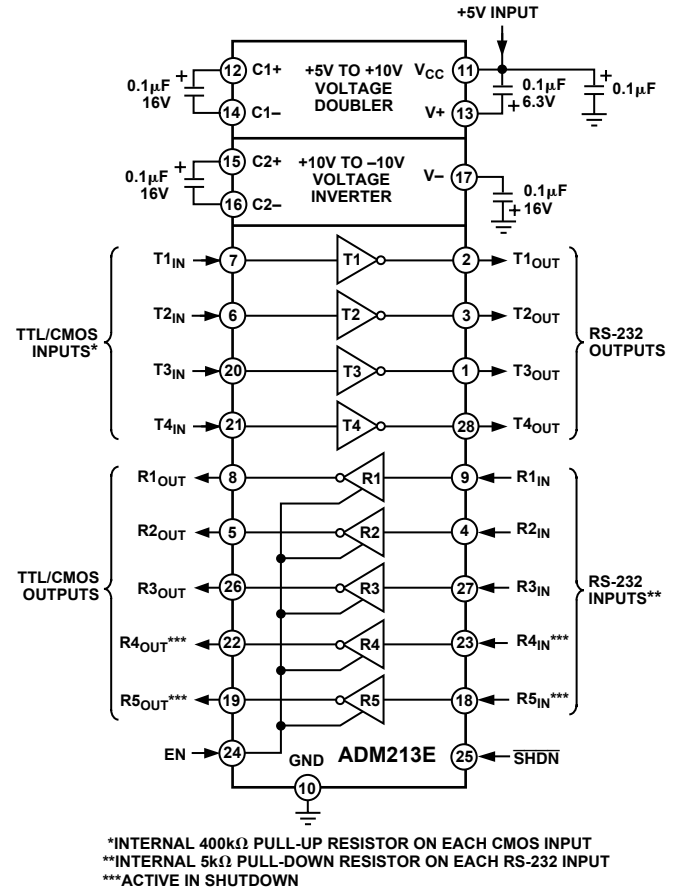 +5V INPUT
0.1µF 16V
12 C1+
14 C1–
+5V TO +10V VOLTAGE DOUBLER
VCC 11
V+ 13
0.1µF 6.3V
0.1µF
0.1µF 16V
15 C2+
16 C2–
+10V TO –10V VOLTAGE INVERTER
V– 17
0.1µF 16V
TTL/CMOS INPUTS*
T1IN 7 T1 2 T1OUT
T2IN 6 T2 3 T2OUT
T3IN 20 T3 1 T3OUT
T4IN 21 T4 28 T4OUT
RS-232 OUTPUTS
TTL/CMOS OUTPUTS
R1OUT 8 R1 9 R1IN
R2OUT 5 R2 4 R2IN
R3OUT 26 R3 27 R3IN
R4OUT*** 22 R4 23 R4IN***
R5OUT*** 19 R5 18 R5IN***
RS-232 INPUTS**
EN 24
GND
10
ADM213E
25 SHDN
*INTERNAL 400kΩ PULL-UP RESISTOR ON EACH CMOS INPUT
**INTERNAL 5kΩ PULL-DOWN RESISTOR ON EACH RS-232 INPUT
***ACTIVE IN SHUTDOWN